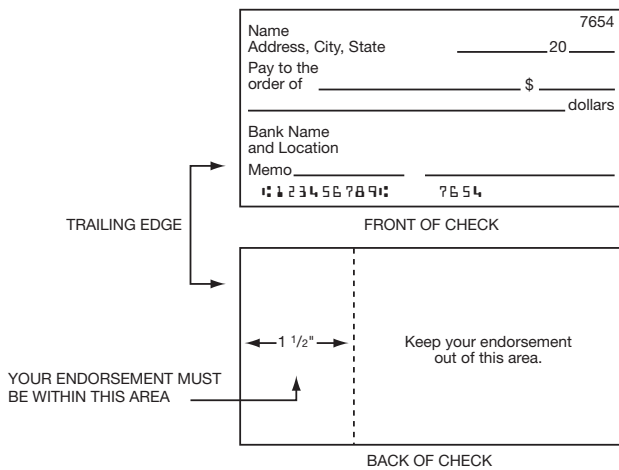 7654
Name
Address, City, State 20
Pay to the
order of $
dollars
Bank Name
and Location
Memo
⑆123456789⑆ 7654
TRAILING EDGE
FRONT OF CHECK
1 1/2"
Keep your endorsement
out of this area.
YOUR ENDORSEMENT MUST
BE WITHIN THIS AREA
BACK OF CHECK